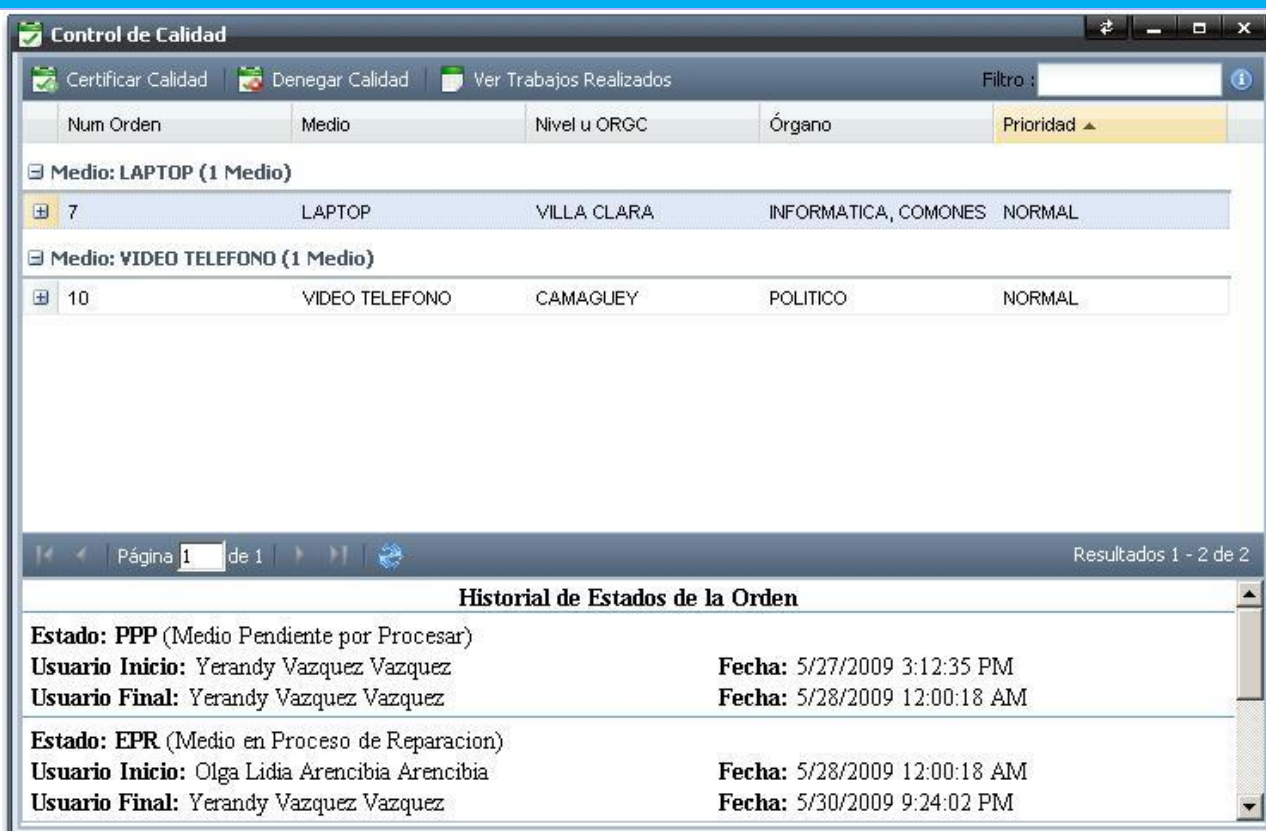 Control de Calidad
Certificar Calidad Denegar Calidad Ver Trabajos Realizados Filtro :
Num Orden Medio Nivel u ORGC Órgano Prioridad
Medio: LAPTOP (1 Medio)
7 LAPTOP VILLA CLARA INFORMATICA, COMONES NORMAL
Medio: VIDEO TELEFONO (1 Medio)
10 VIDEO TELEFONO CAMAGUEY POLITICO NORMAL
Página 1 de 1 Resultados 1 - 2 de 2
Historial de Estados de la Orden
Estado: PPP (Medio Pendiente por Procesar)
Usuario Inicio: Yerandy Vazquez Vazquez Fecha: 5/27/2009 3:12:35 PM
Usuario Final: Yerandy Vazquez Vazquez Fecha: 5/28/2009 12:00:18 AM
Estado: EPR (Medio en Proceso de Reparacion)
Usuario Inicio: Olga Lidia Arencibia Arencibia Fecha: 5/28/2009 12:00:18 AM
Usuario Final: Yerandy Vazquez Vazquez Fecha: 5/30/2009 9:24:02 PM